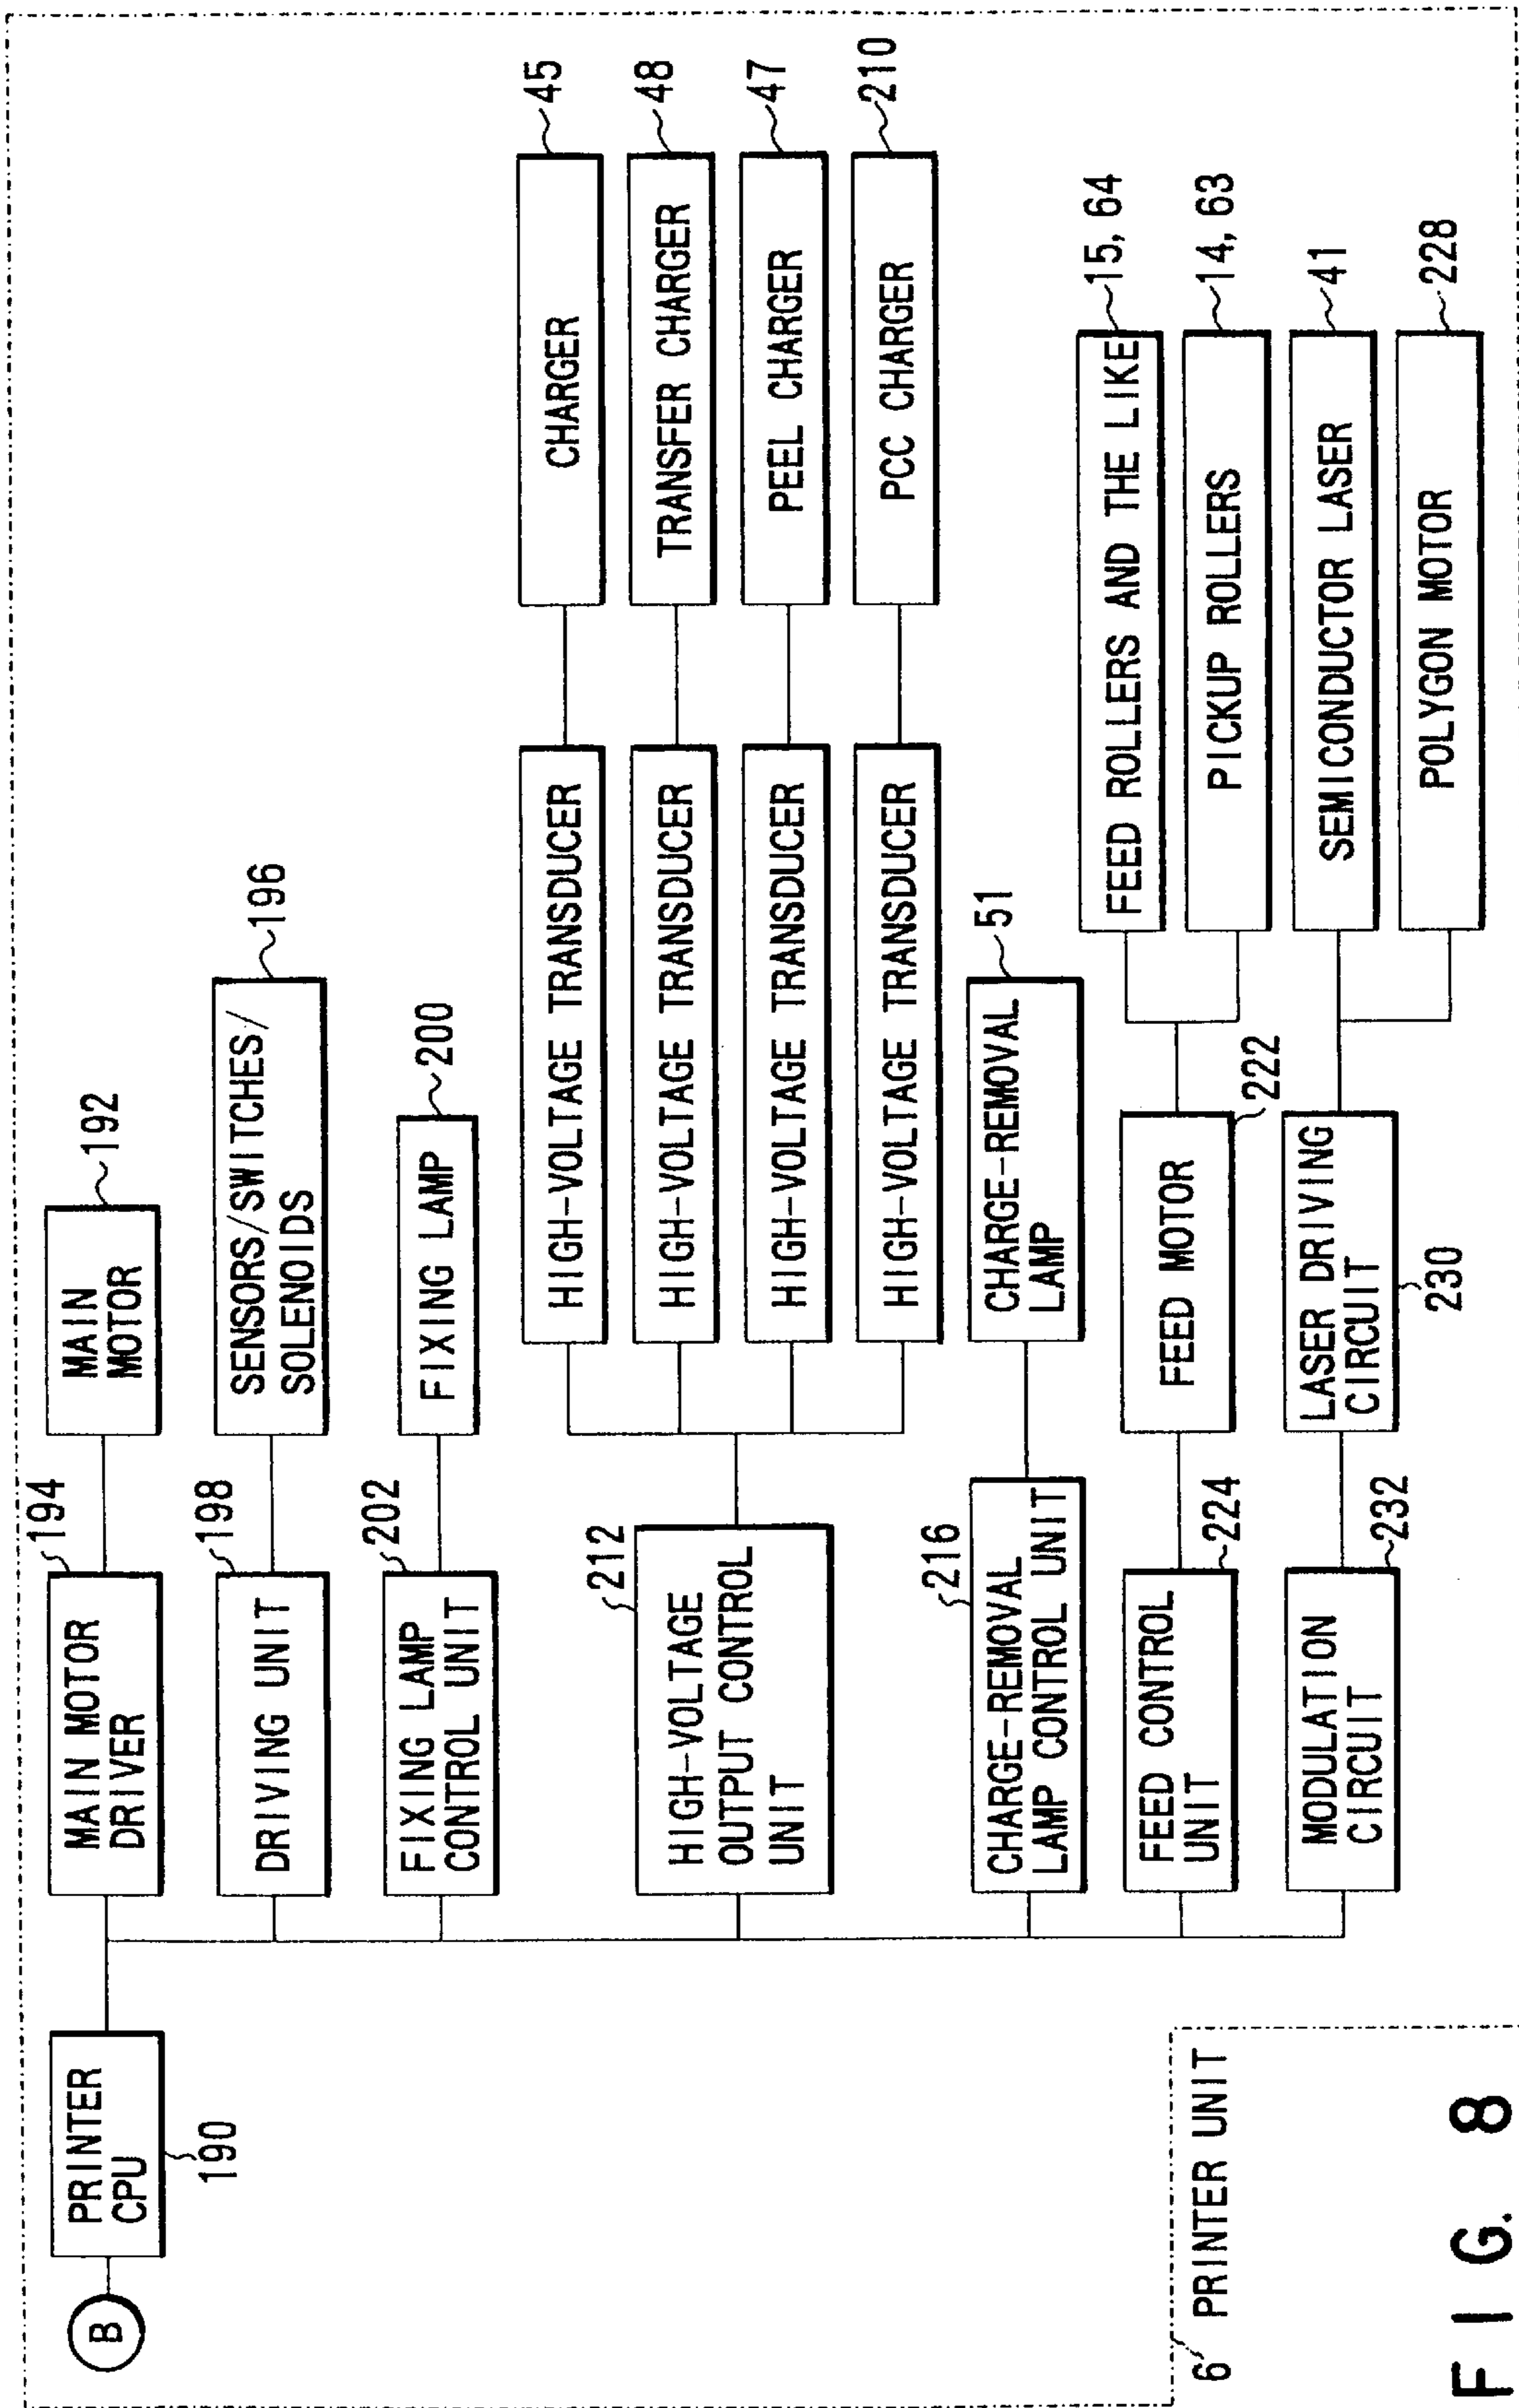 B
PRINTER
CPU
190
MAIN MOTOR
DRIVER
194
MAIN
MOTOR
192
DRIVING UNIT
198
SENSORS/SWITCHES/
SOLENOIDS
196
FIXING LAMP
CONTROL UNIT
202
FIXING LAMP
200
HIGH-VOLTAGE
OUTPUT CONTROL
UNIT
212
HIGH-VOLTAGE TRANSDUCER
CHARGER
45
HIGH-VOLTAGE TRANSDUCER
TRANSFER CHARGER
48
HIGH-VOLTAGE TRANSDUCER
PEEL CHARGER
47
HIGH-VOLTAGE TRANSDUCER
PCC CHARGER
210
CHARGE-REMOVAL
LAMP CONTROL UNIT
216
CHARGE-REMOVAL
LAMP
51
FEED CONTROL
UNIT
224
FEED MOTOR
222
FEED ROLLERS AND THE LIKE
15, 64
PICKUP ROLLERS
14, 63
MODULATION
CIRCUIT
232
LASER DRIVING
CIRCUIT
230
SEMICONDUCTOR LASER
41
POLYGON MOTOR
228
6 PRINTER UNIT
FIG. 8